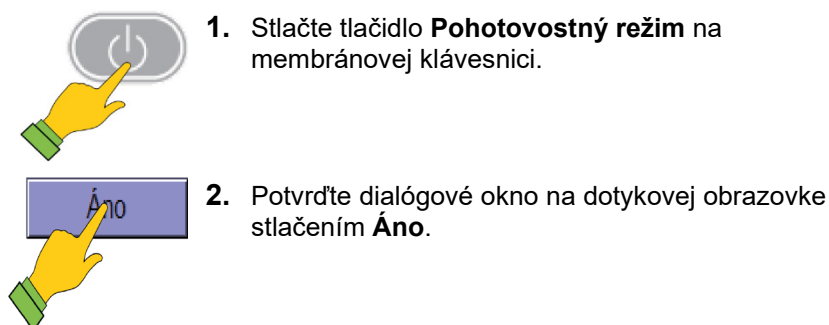 1. Stlačte tlačidlo Pohotovostný režim na
membránovej klávesnici.
Áno
2. Potvrďte dialógové okno na dotykovej obrazovke
stlačením Áno.